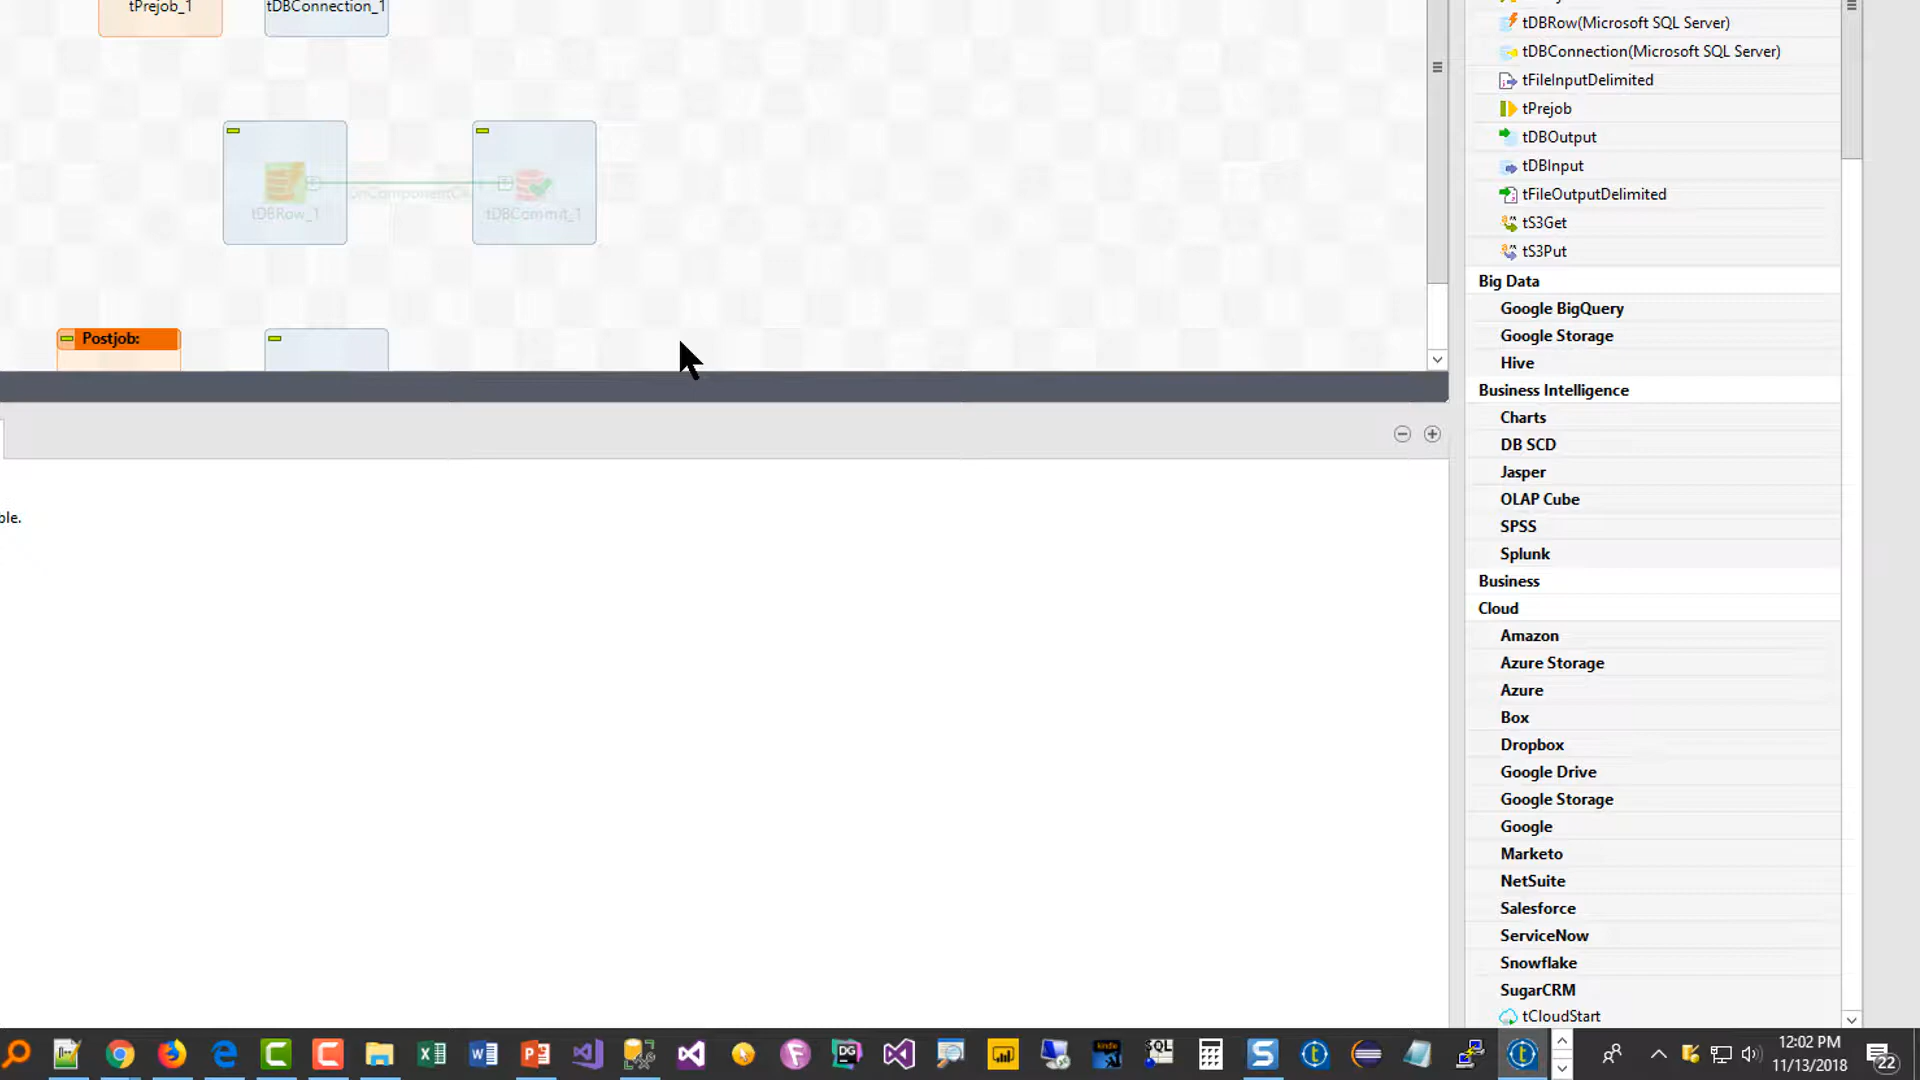 tPrejob_1
tDBConnection_1
tDBRow_1
tDBCommit_1
Postjob:
ble.
tDBRow(Microsoft SQL Server)
tDBConnection(Microsoft SQL Server)
tFileInputDelimited
tPrejob
tDBOutput
tDBInput
tFileOutputDelimited
tS3Get
tS3Put
Big Data
Google BigQuery
Google Storage
Hive
Business Intelligence
Charts
DB SCD
Jasper
OLAP Cube
SPSS
Splunk
Business
Cloud
Amazon
Azure Storage
Azure
Box
Dropbox
Google Drive
Google Storage
Google
Marketo
NetSuite
Salesforce
ServiceNow
Snowflake
SugarCRM
tCloudStart
DG
SQL
12:02 PM
11/13/2018
22